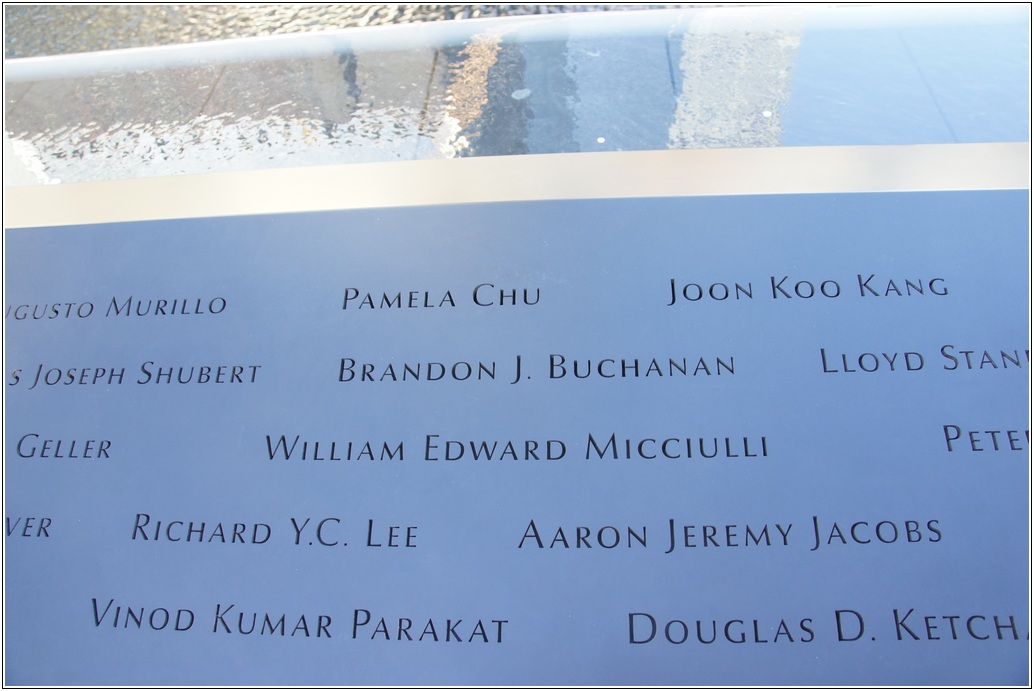 MURILLO PAMELA CHU JOON KOO KANG
JOSEPH SHUBERT BRANDON J. BUCHANAN LLOYD
GELLER WILLIAM EDWARD MICCIULLI
RICHARD Y.C. LEE AARON JEREMY JACOBS
VINOD KUMAR PARAKAT DOUGLAS D.